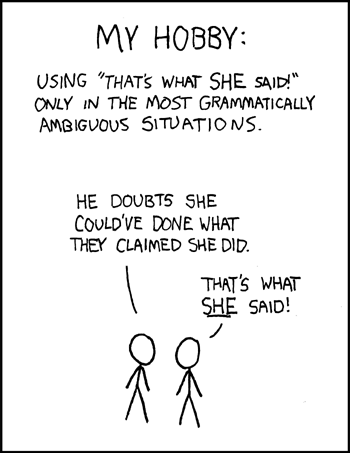 MY HOBBY:
USING "THAT'S WHAT SHE SAID!"
ONLY IN THE MOST GRAMMATICALLY
AMBIGUOUS SITUATIONS.
HE DOUBTS SHE
COULD'VE DONE WHAT
THEY CLAIMED SHE DID.
THAT'S WHAT
SHE SAID!